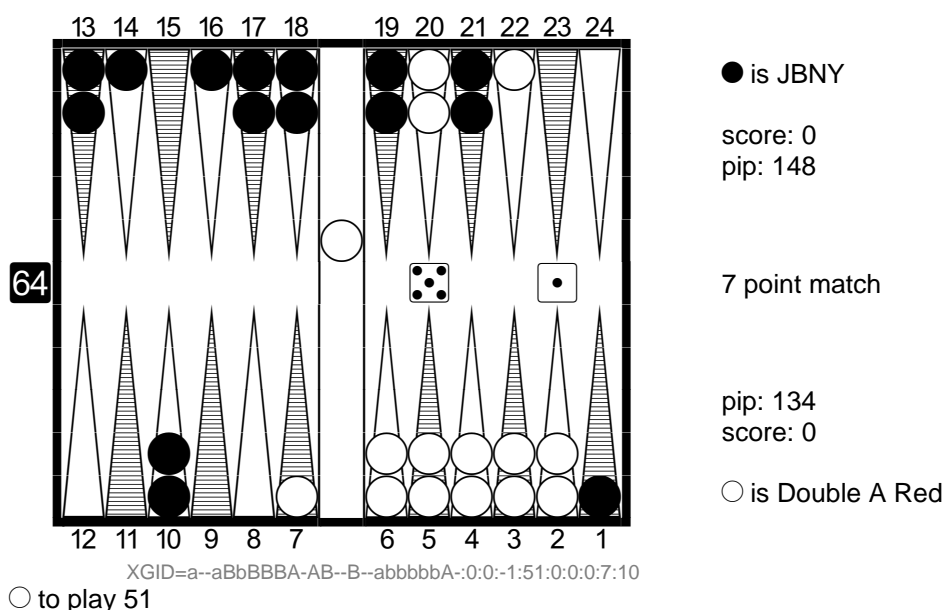 13 14 15 16 17 18 19 20 21 22 23 24
is JBNY
score: 0
pip: 148
64
7 point match
pip: 134
score: 0
is Double A Red
12 11 10 9 8 7 6 5 4 3 2 1
XGID=a--aBbBBBA-AB--B--abbbbbA-:0:0:-1:51:0:0:0:7:10
to play 51